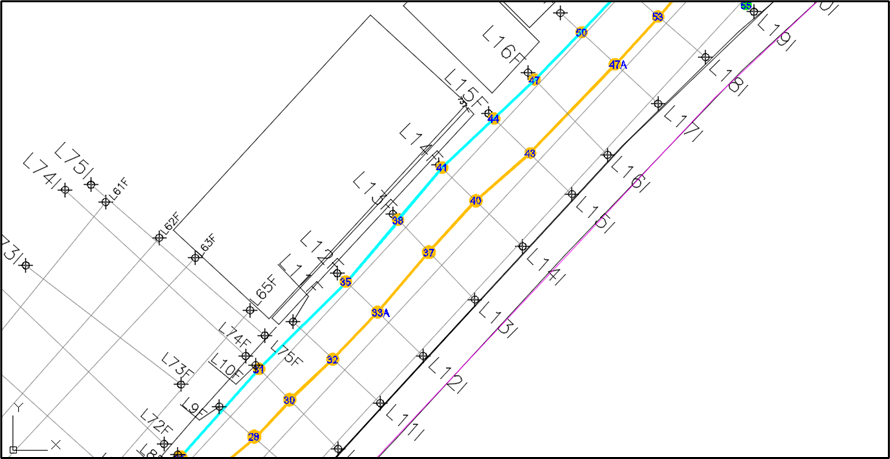 55
L19I
53
50
L16F
47A
L18I
47
L15F
44
L17I
L14F
43
41
L16I
L75I
L74I
L61F
L13F
40
L15I
L62F
38
63F
L12F
37
L14I
73I
L11F
35
L65F
33A
L13I
L74F
L75F
32
L10F
31
L12I
L73F
30
L9F
L11I
L72F
29
Y
X